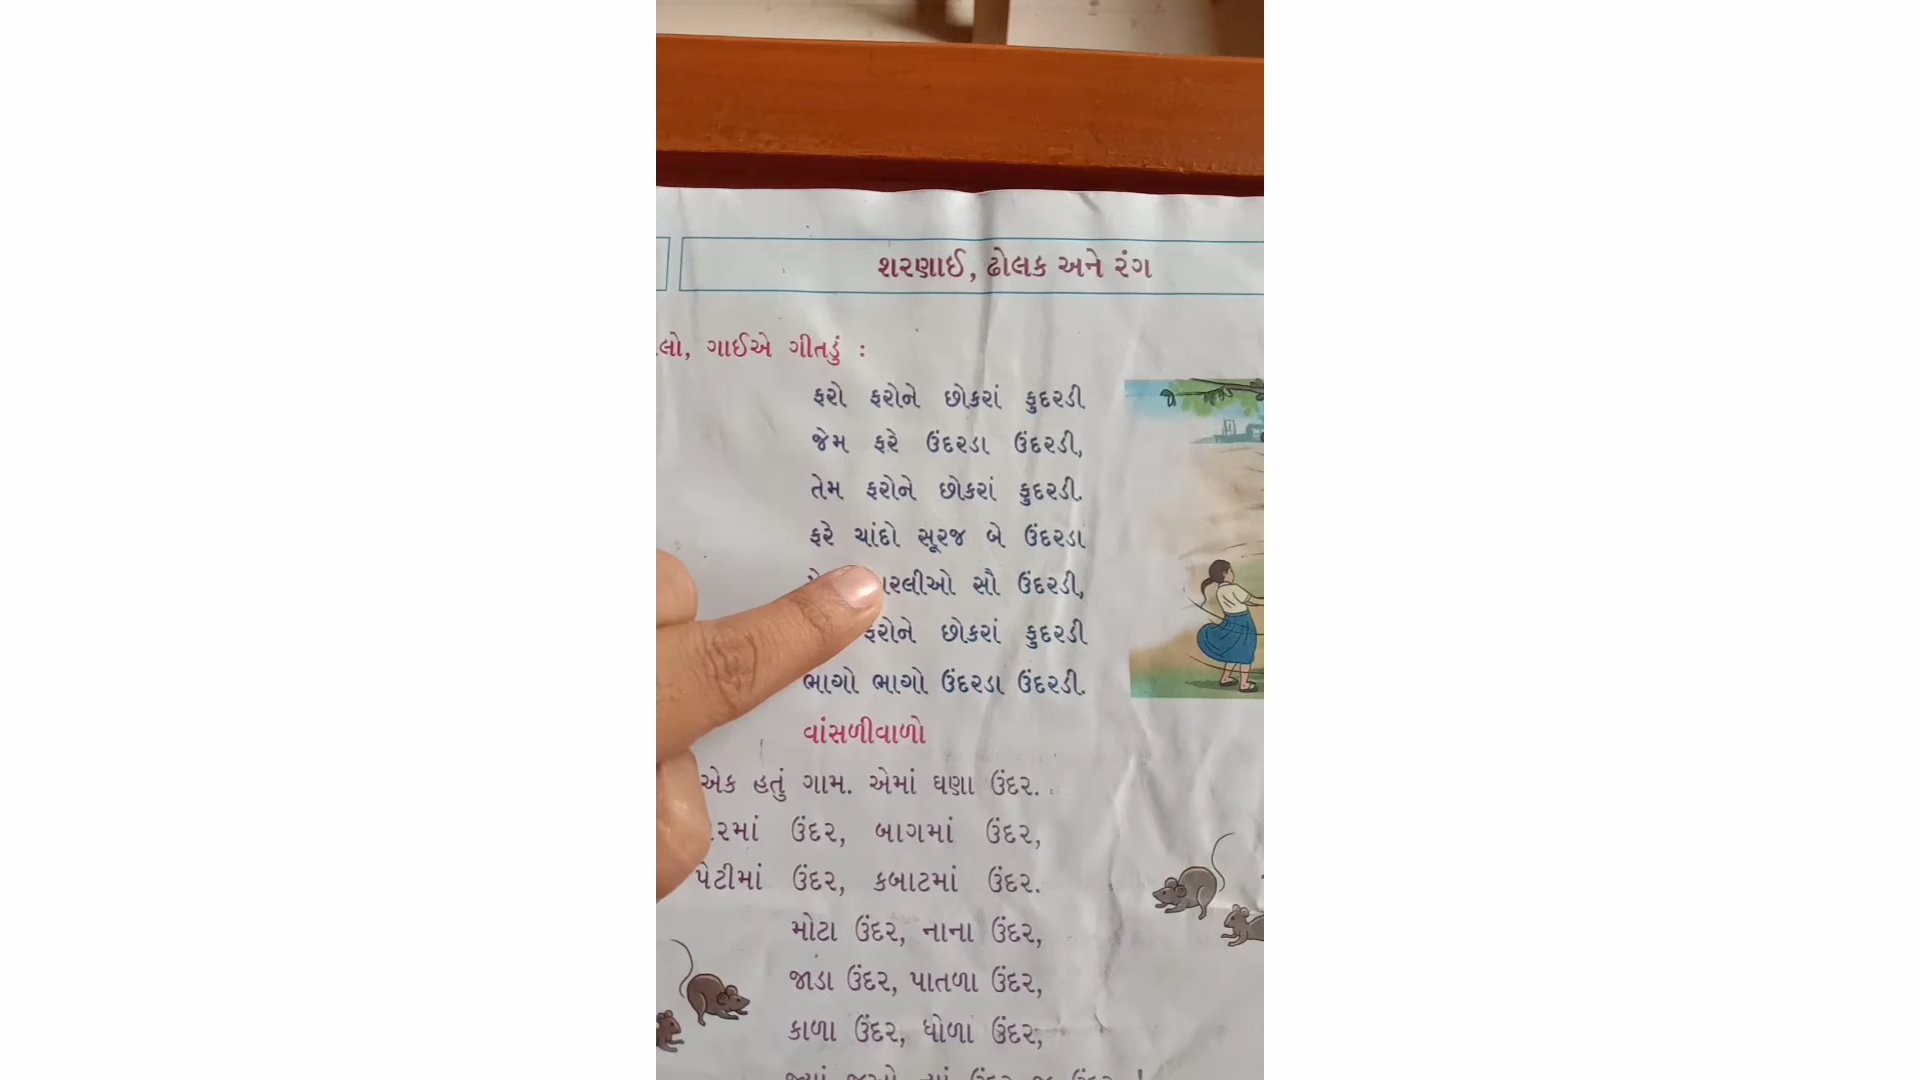 શરણાઈ, ઢોલક અને રંગ
ગાઈએ ગીતડું :
ફરો ફરોને છોકરાં ફુદરડી
જેમ ફરે ઉંદરડા ઉંદરડી,
તેમ ફરોને છોકરાં ફુદરડી.
ફરે ચાંદો સૂરજ બે ઉંદરડા
સૌ ઉંદરડી,
ફરોને છોકરાં ફુદરડી
ભાગો ભાગો ઉંદરડા ઉંદરડી.
વાંસળીવાળો
એક હતું ગામ. એમાં ઘણા ઉંદર.
ઉંદર, બાગમાં ઉંદર,
પેટીમાં ઉંદર, કબાટમાં ઉંદર.
મોટા ઉંદર, નાના ઉંદર,
જાડા ઉંદર, પાતળા ઉંદર,
કાળા ઉંદર, ધોળા ઉંદર,